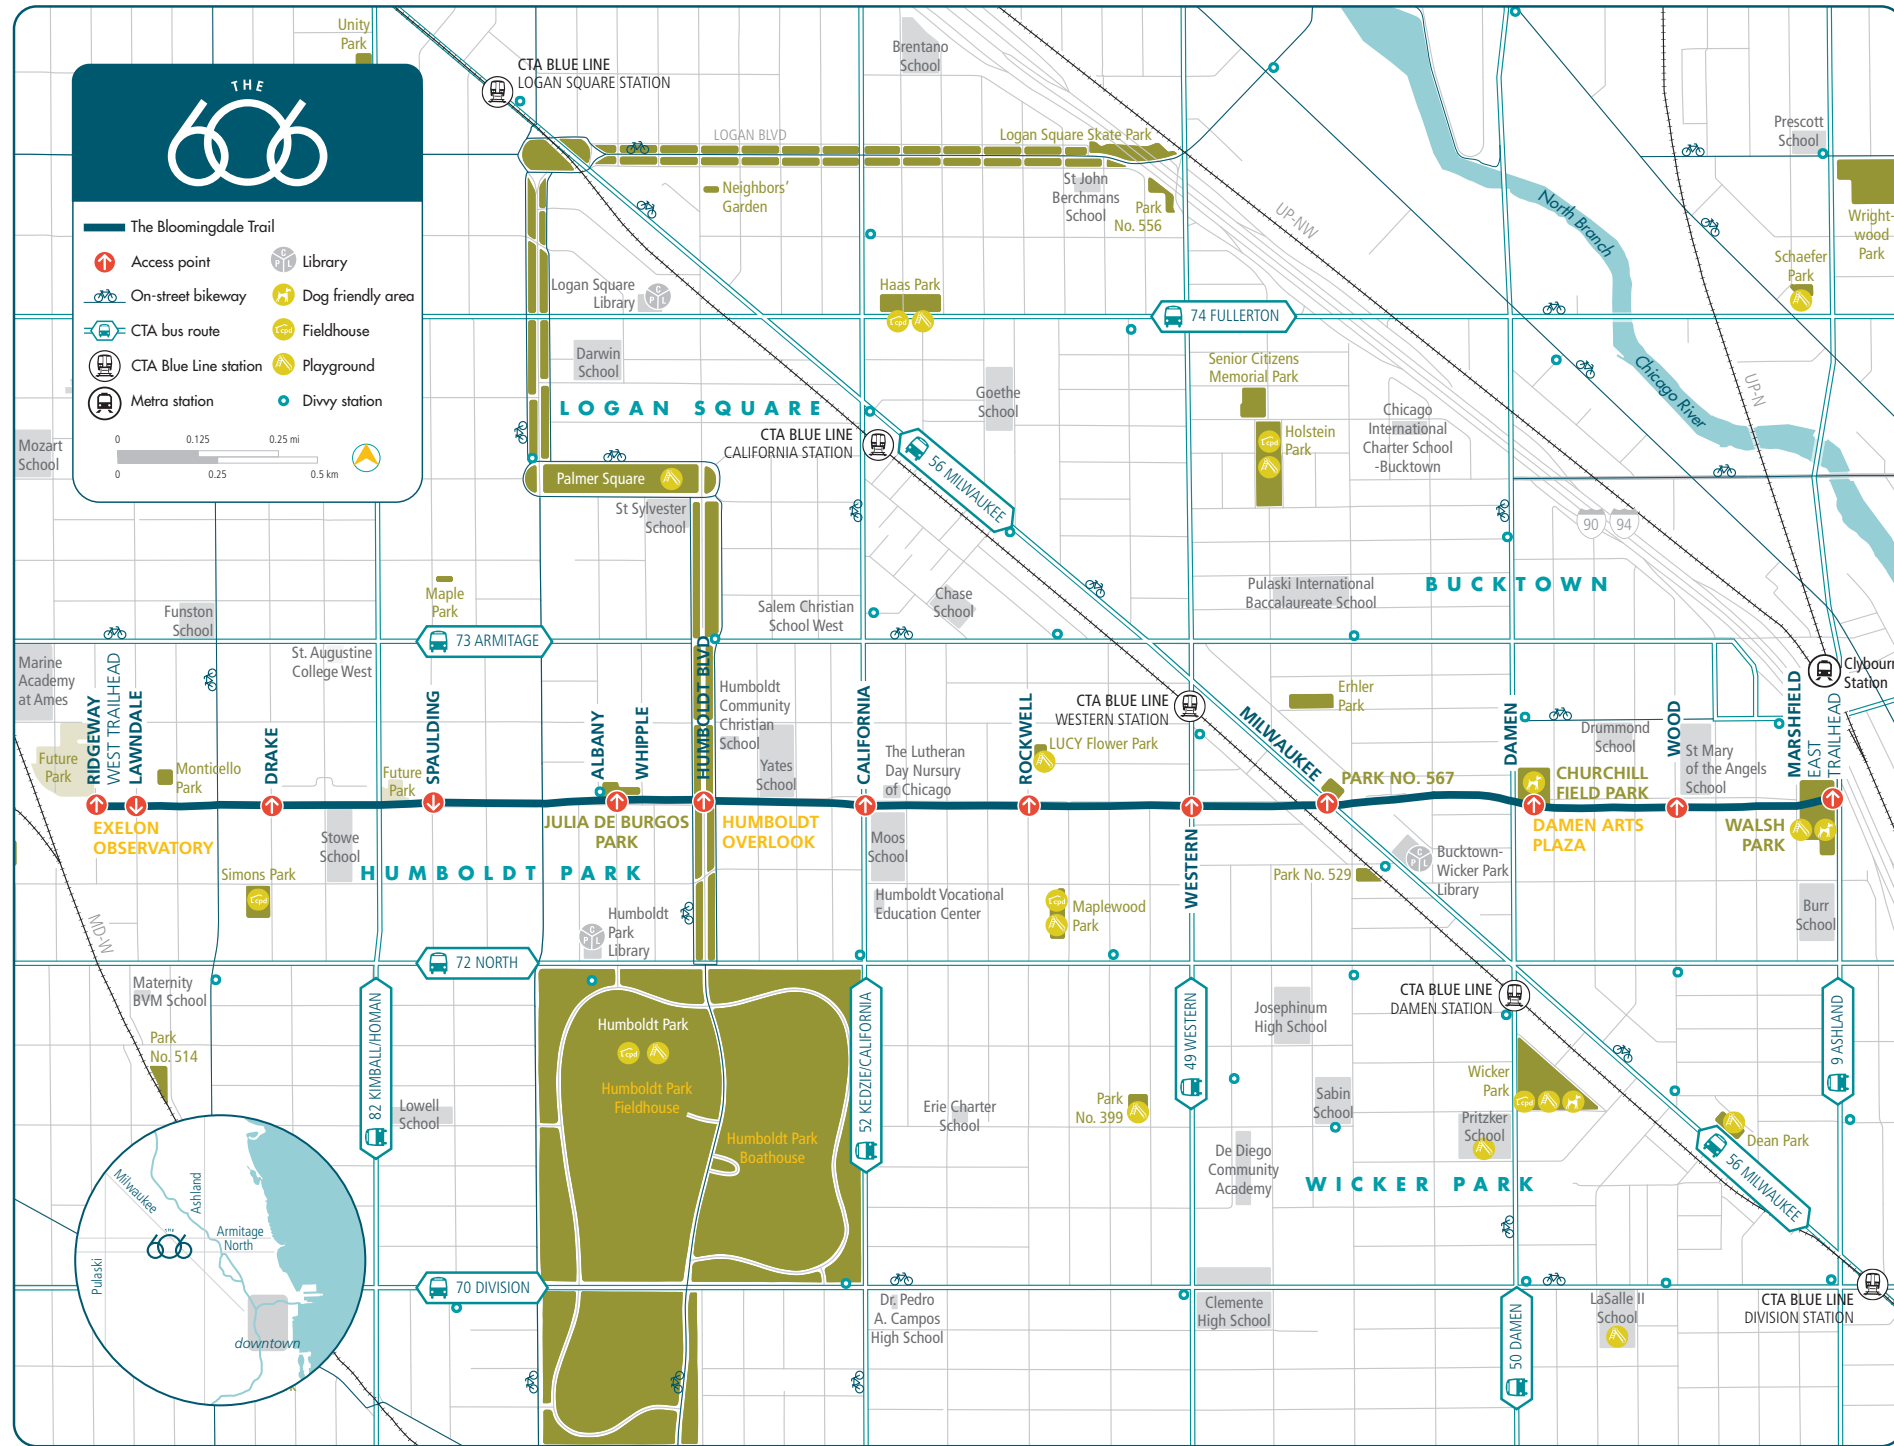 THE
606
The Bloomingdale Trail
Access point
Library
On-street bikeway
Dog friendly area
CTA bus route
Fieldhouse
CTA Blue Line station
Playground
Metra station
Divvy station
0 0.125 0.25 mi
0 0.25 0.5 km
Unity
Park
CTA BLUE LINE
LOGAN SQUARE STATION
Brentano
School
LOGAN BLVD
Logan Square Skate Park
Prescott
School
Neighbors'
Garden
St John
Berchmans
School
Park
No. 556
UP-NW
North Branch
Wright-
wood
Park
Schaefer
Park
Logan Square
Library
Haas Park
74 FULLERTON
Darwin
School
Senior Citizens
Memorial Park
Chicago River
UP-N
Goethe
School
LOGAN SQUARE
Chicago
International
Charter School
-Bucktown
Holstein
Park
CTA BLUE LINE
CALIFORNIA STATION
Mozart
School
Palmer Square
56 MILWAUKEE
St Sylvester
School
90 94
Maple
Park
Chase
School
Pulaski International
Baccalaureate School
BUCKTOWN
Funston
School
Salem Christian
School West
73 ARMITAGE
Marine
Academy
at Ames
St. Augustine
College West
Clybourn
Station
RIDGEWAY
WEST TRAILHEAD
LAWNDALE
DRAKE
SPAULDING
ALBANY
WHIPPLE
HUMBOLDT BLVD
Humboldt
Community
Christian
School
CALIFORNIA
ROCKWELL
CTA BLUE LINE
WESTERN STATION
MILWAUKEE
Erhler
Park
DAMEN
WOOD
MARSHFIELD
EAST
TRAILHEAD
Future
Park
Monticello
Park
Future
Park
Yates
School
The Lutheran
Day Nursury
of Chicago
LUCY Flower Park
Drummond
School
St Mary
of the Angels
School
PARK NO. 567
CHURCHILL
FIELD PARK
EXELON
OBSERVATORY
Stowe
School
JULIA DE BURGOS
PARK
HUMBOLDT
OVERLOOK
Moos
School
WESTERN
DAMEN ARTS
PLAZA
WALSH
PARK
Simons Park
HUMBOLDT PARK
Park No. 529
Bucktown-
Wicker Park
Library
Humboldt Vocational
Education Center
Maplewood
Park
Burr
School
Humboldt
Park
Library
MD-W
72 NORTH
Maternity
BVM School
CTA BLUE LINE
DAMEN STATION
Josephinum
High School
Park
No. 514
82 KIMBALL/HOMAN
Humboldt Park
52 KEDZIE/CALIFORNIA
49 WESTERN
9 ASHLAND
Humboldt Park
Fieldhouse
Lowell
School
Erie Charter
School
Park
No. 399
Sabin
School
Wicker
Park
Pritzker
School
Humboldt Park
Boathouse
De Diego
Community
Academy
Dean Park
56 MILWAUKEE
WICKER PARK
Milwaukee
Ashland
Armitage
North
606
Pulaski
downtown
70 DIVISION
Dr. Pedro
A. Campos
High School
Clemente
High School
50 DAMEN
LaSalle II
School
CTA BLUE LINE
DIVISION STATION